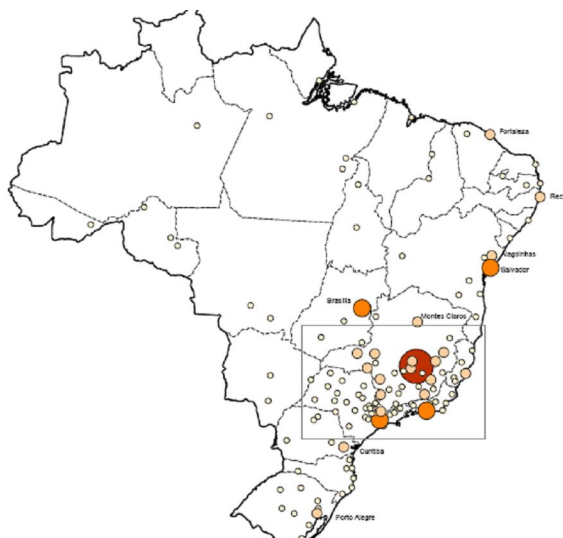 Fortaleza
Rec
Alagoinhas
Salvador
Brasília
Montes Claros
Curitiba
Porto Alegre